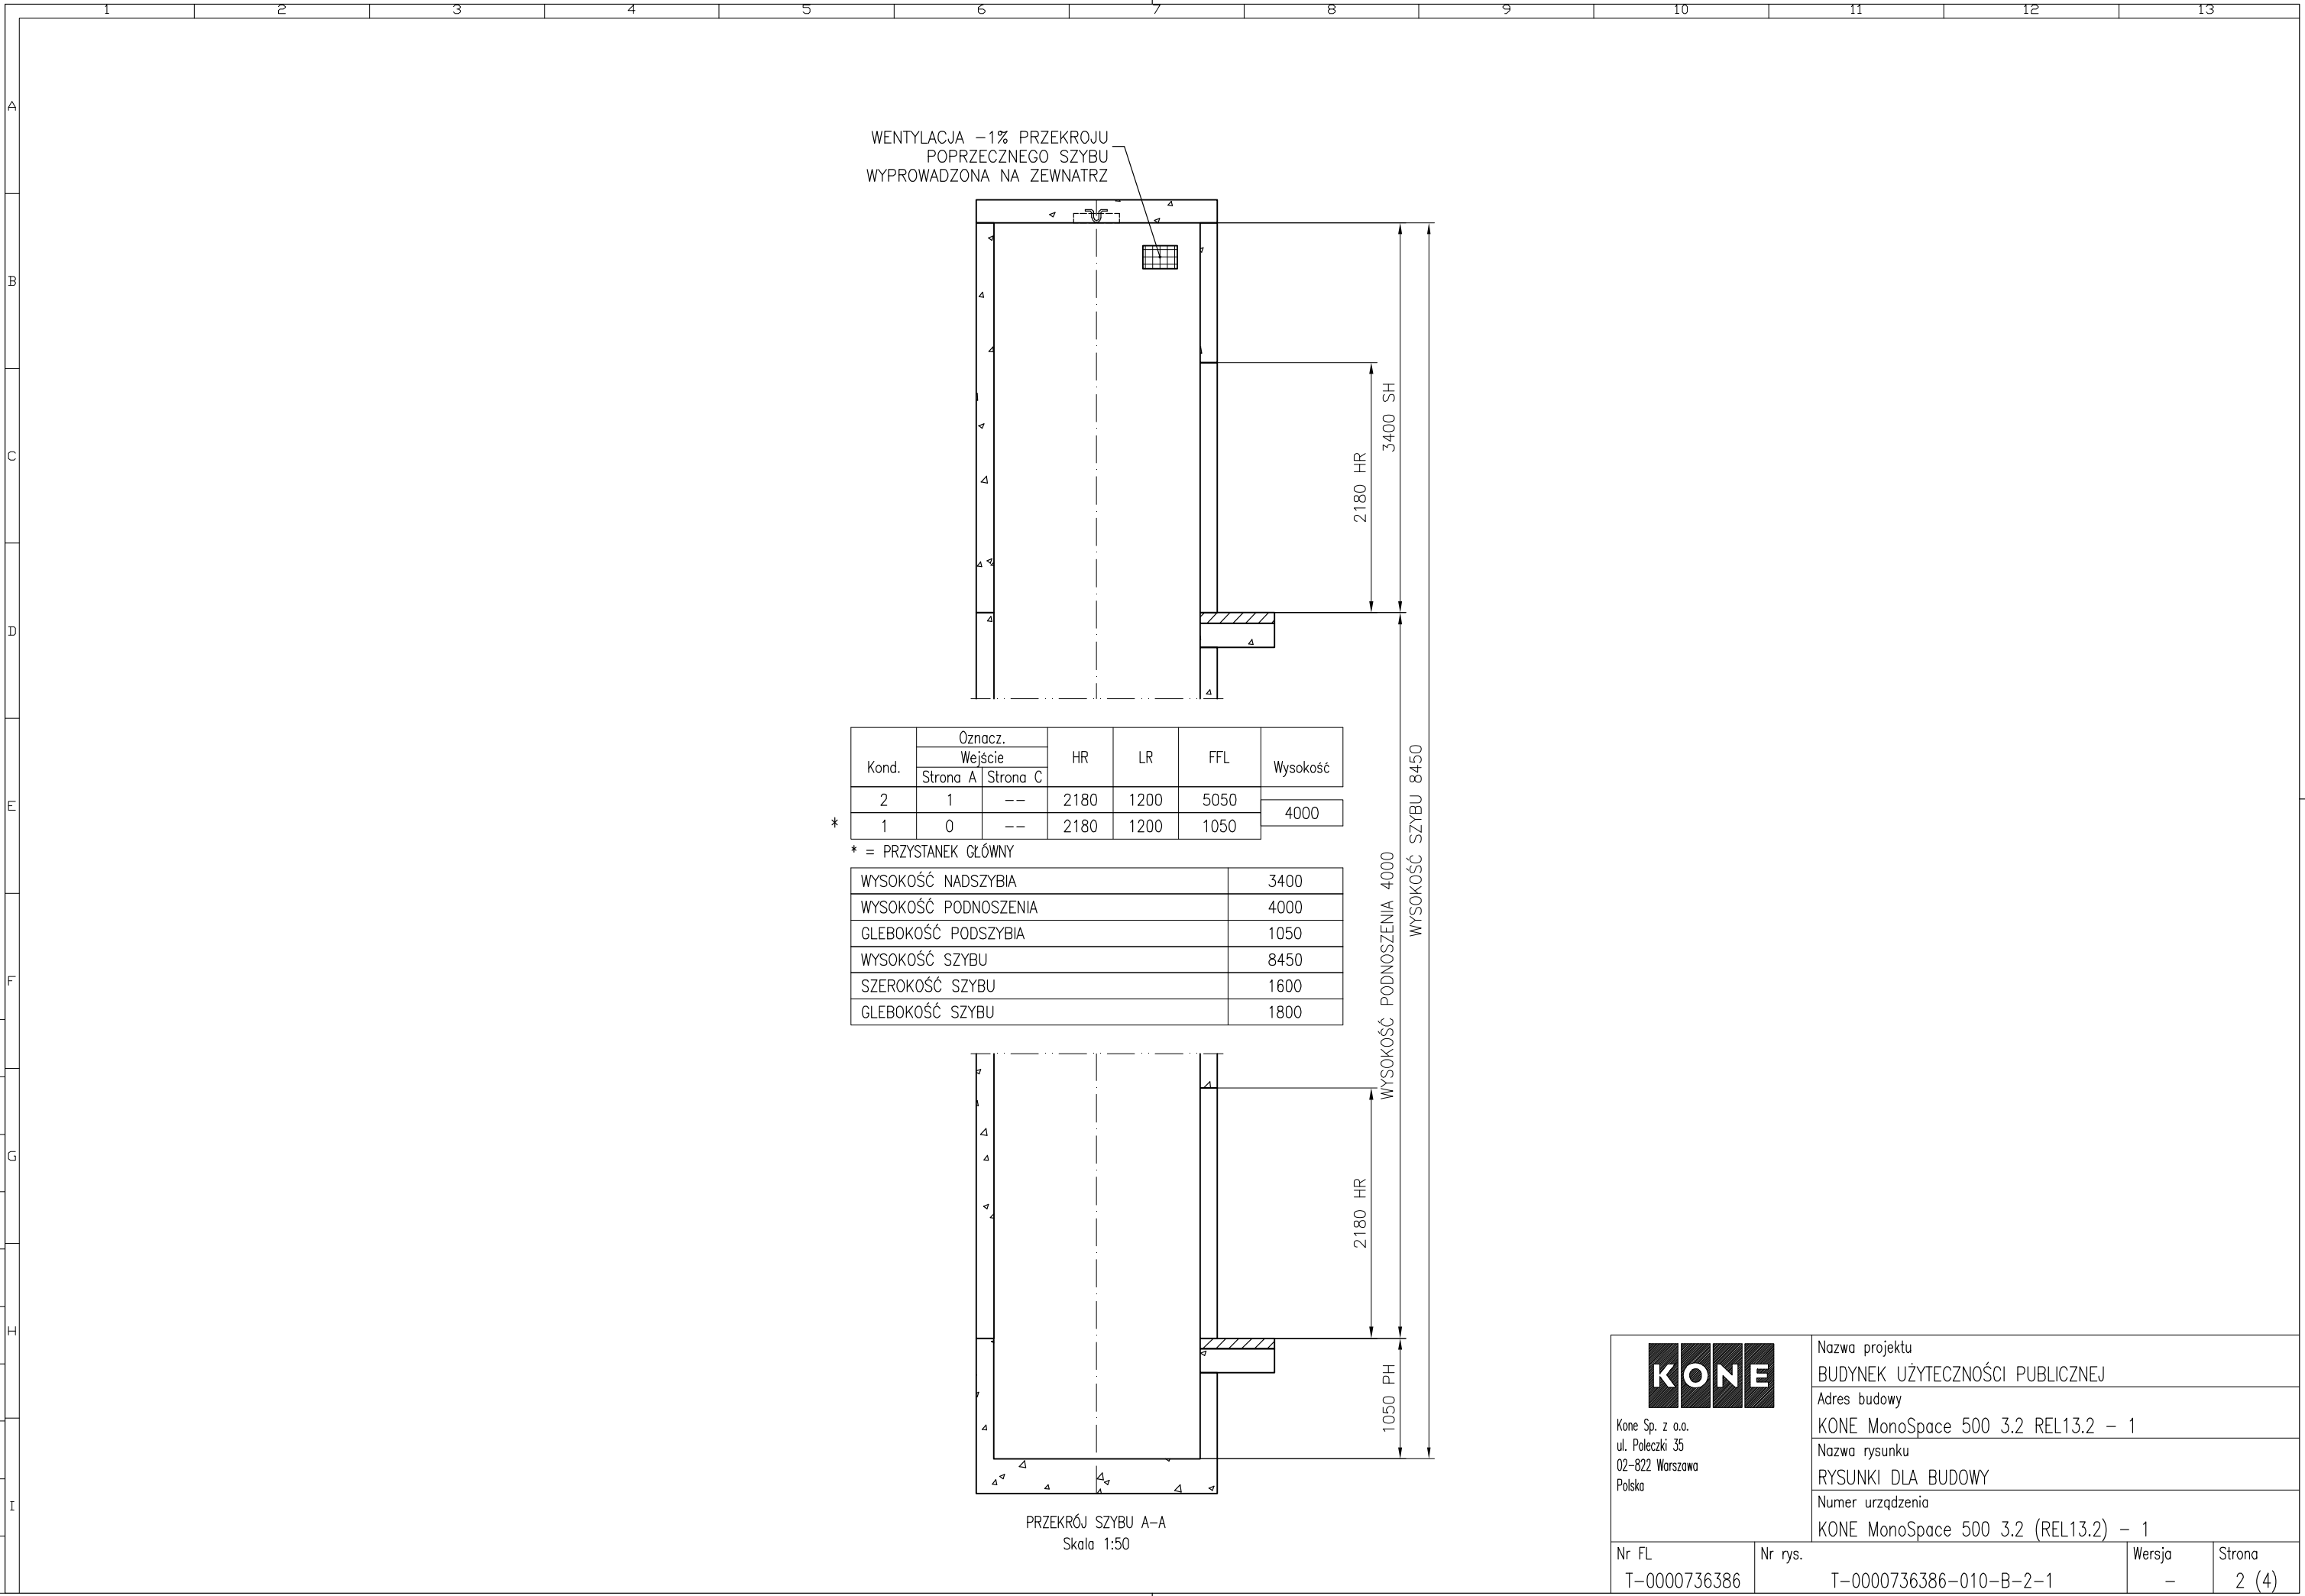 1 2 3 4 5 6 7 8 9 10 11 12 13
A
B
C
D
E
F
G
H
I
WENTYLACJA -1% PRZEKROJU
POPRZECZNEGO SZYBU
WYPROWADZONA NA ZEWNATRZ
3400 SH
2180 HR
WYSOKOŚĆ SZYBU 8450
WYSOKOŚĆ PODNOSZENIA 4000
2180 HR
1050 PH
Kond. Oznacz. HR LR FFL Wysokość
Wejście
Strona A Strona C
2 1 -- 2180 1200 5050
4000
* 1 0 -- 2180 1200 1050
* = PRZYSTANEK GŁÓWNY
WYSOKOŚĆ NADSZYBIA 3400
WYSOKOŚĆ PODNOSZENIA 4000
GLEBOKOŚĆ PODSZYBIA 1050
WYSOKOŚĆ SZYBU 8450
SZEROKOŚĆ SZYBU 1600
GLEBOKOŚĆ SZYBU 1800
PRZEKRÓJ SZYBU A-A
Skala 1:50
KONE
Kone Sp. z o.o.
ul. Poleczki 35
02-822 Warszawa
Polska
Nazwa projektu
BUDYNEK UŻYTECZNOŚCI PUBLICZNEJ
Adres budowy
KONE MonoSpace 500 3.2 REL13.2 - 1
Nazwa rysunku
RYSUNKI DLA BUDOWY
Numer urządzenia
KONE MonoSpace 500 3.2 (REL13.2) - 1
Nr FL
T-0000736386
Nr rys.
T-0000736386-010-B-2-1
Wersja
-
Strona
2 (4)